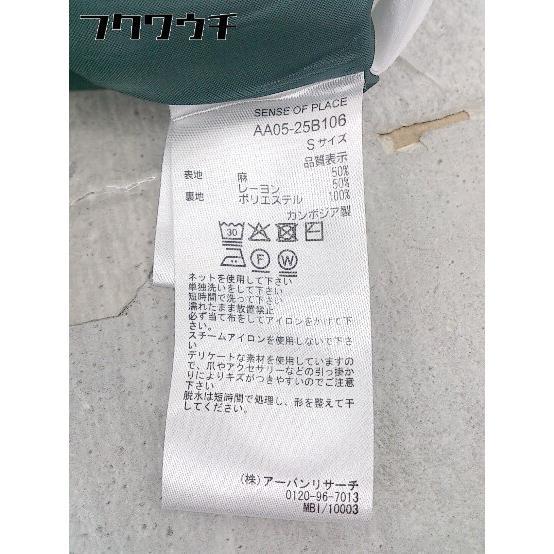 フクワウチ
SENSE OF PLACE
AA05-25B106
Sサイズ
品質表示
表地 麻 50%
レーヨン 50%
裏地 ポリエステル 100%
カンボジア製
30
F W
ネットを使用して下さい
単独洗いをして下さい
短時間で洗って下さい
濡れたまま放置禁止
必ず当て布をしてアイロンをかけて下さい
スチームアイロンを使用しないで下さい
デリケートな素材を使用していますので、爪やアクセサリーなどの引っ掛かりによりキズがつきやすいのでご注意下さい
脱水は短時間で処理し、形を整えて干してください。
(株)アーバンリサーチ
0120-96-7013
MBI/10003